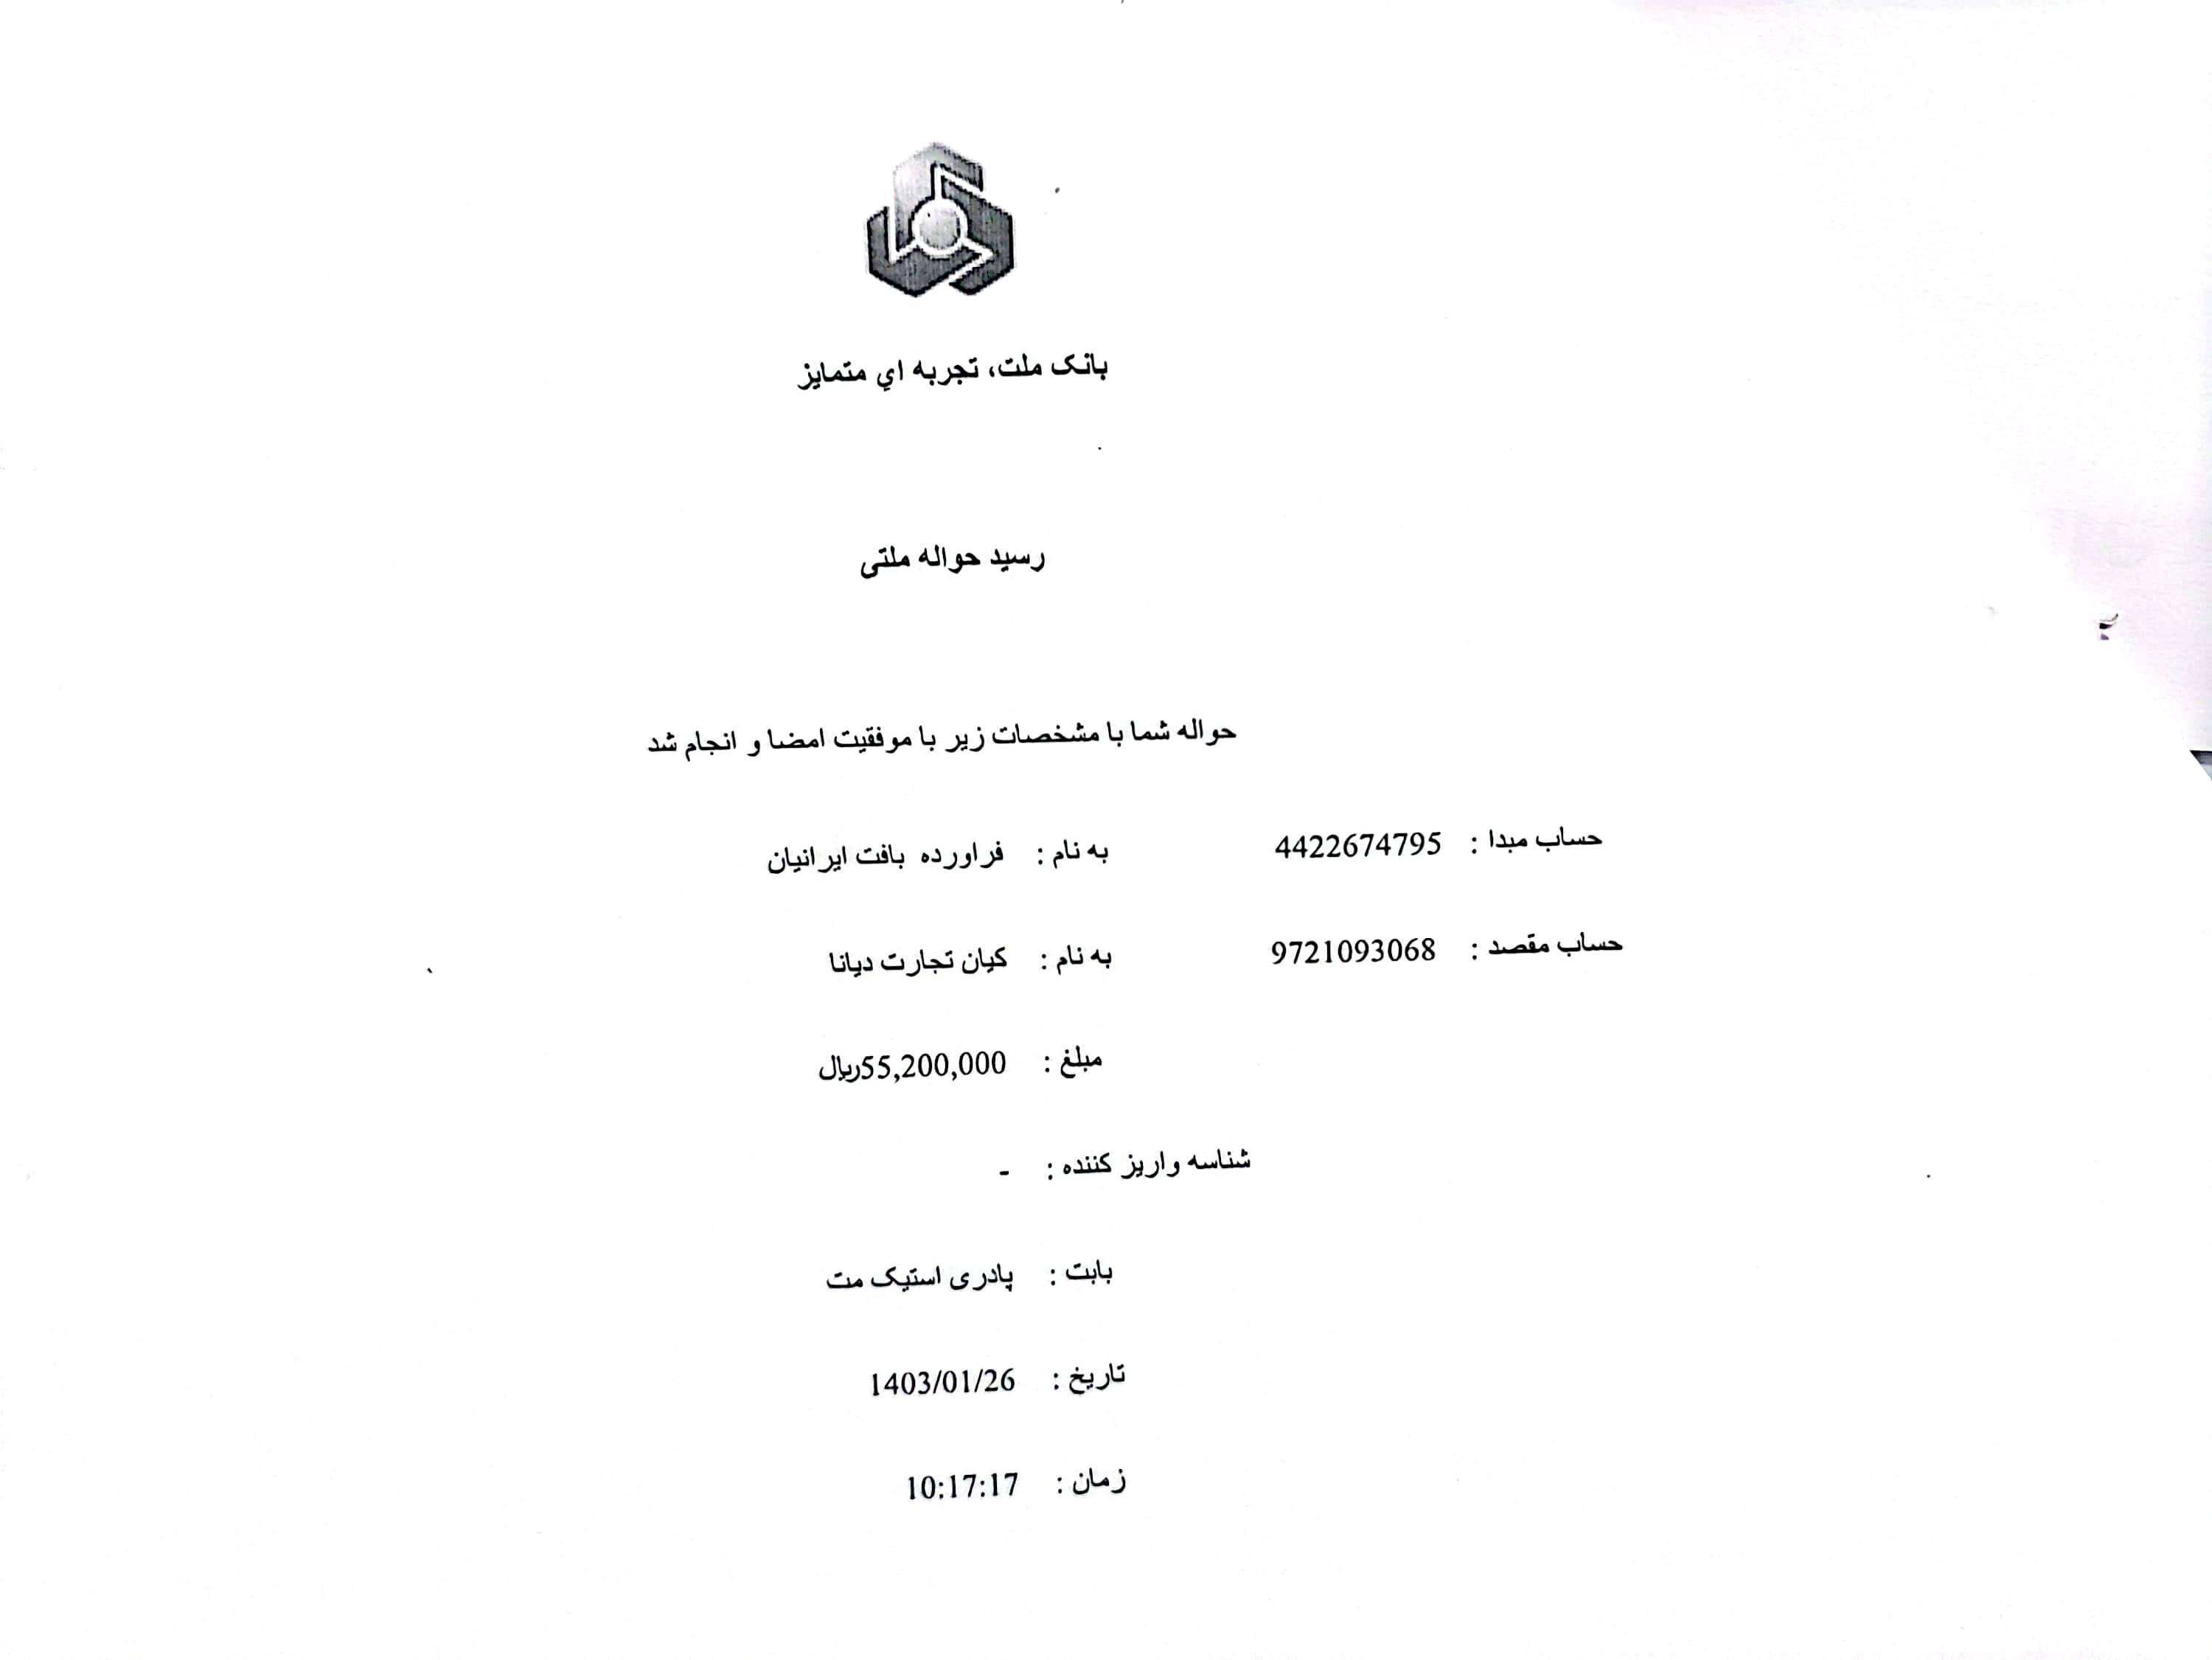 بانک ملت، تجربه اي متمايز
رسید حواله ملتی
حواله شما با مشخصات زیر با موفقیت امضا و انجام شد
حساب مبدا : 4422674795 به نام : فراورده بافت ایرانیان
حساب مقصد : 9721093068 به نام : کیان تجارت دیانا
مبلغ : 55,200,000ریال
شناسه واریز کننده : -
بابت : پادری استیک مت
تاریخ : 1403/01/26
زمان : 10:17:17